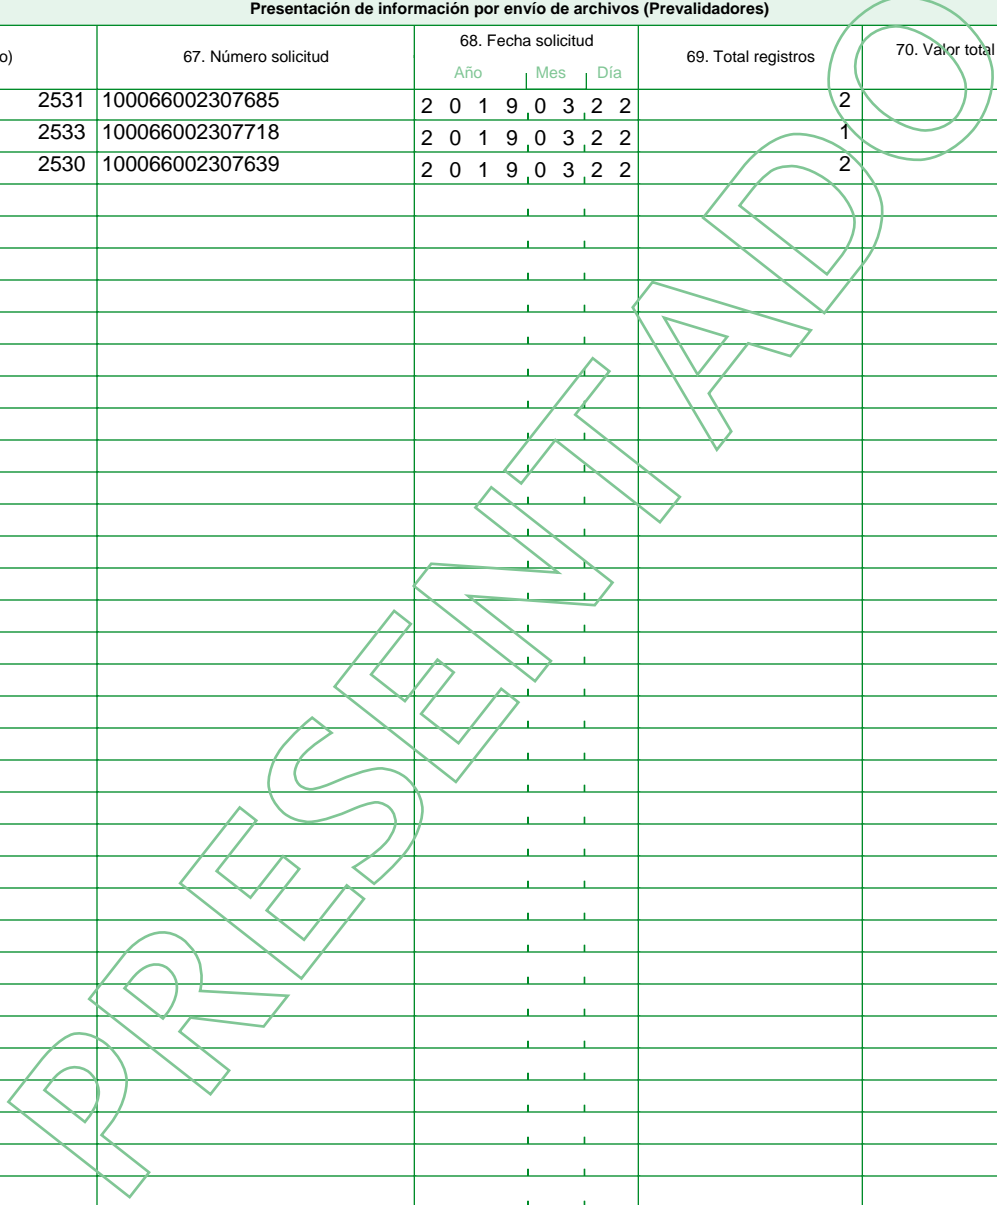 Presentación de información por envío de archivos (Prevalidadores)
o) 67. Número solicitud 68. Fecha solicitud 69. Total registros 70. Valor total
Año Mes Día
2531 100066002307685 2 0 1 9 0 3 2 2 2
2533 100066002307718 2 0 1 9 0 3 2 2 1
2530 100066002307639 2 0 1 9 0 3 2 2 2
PRESENTADO